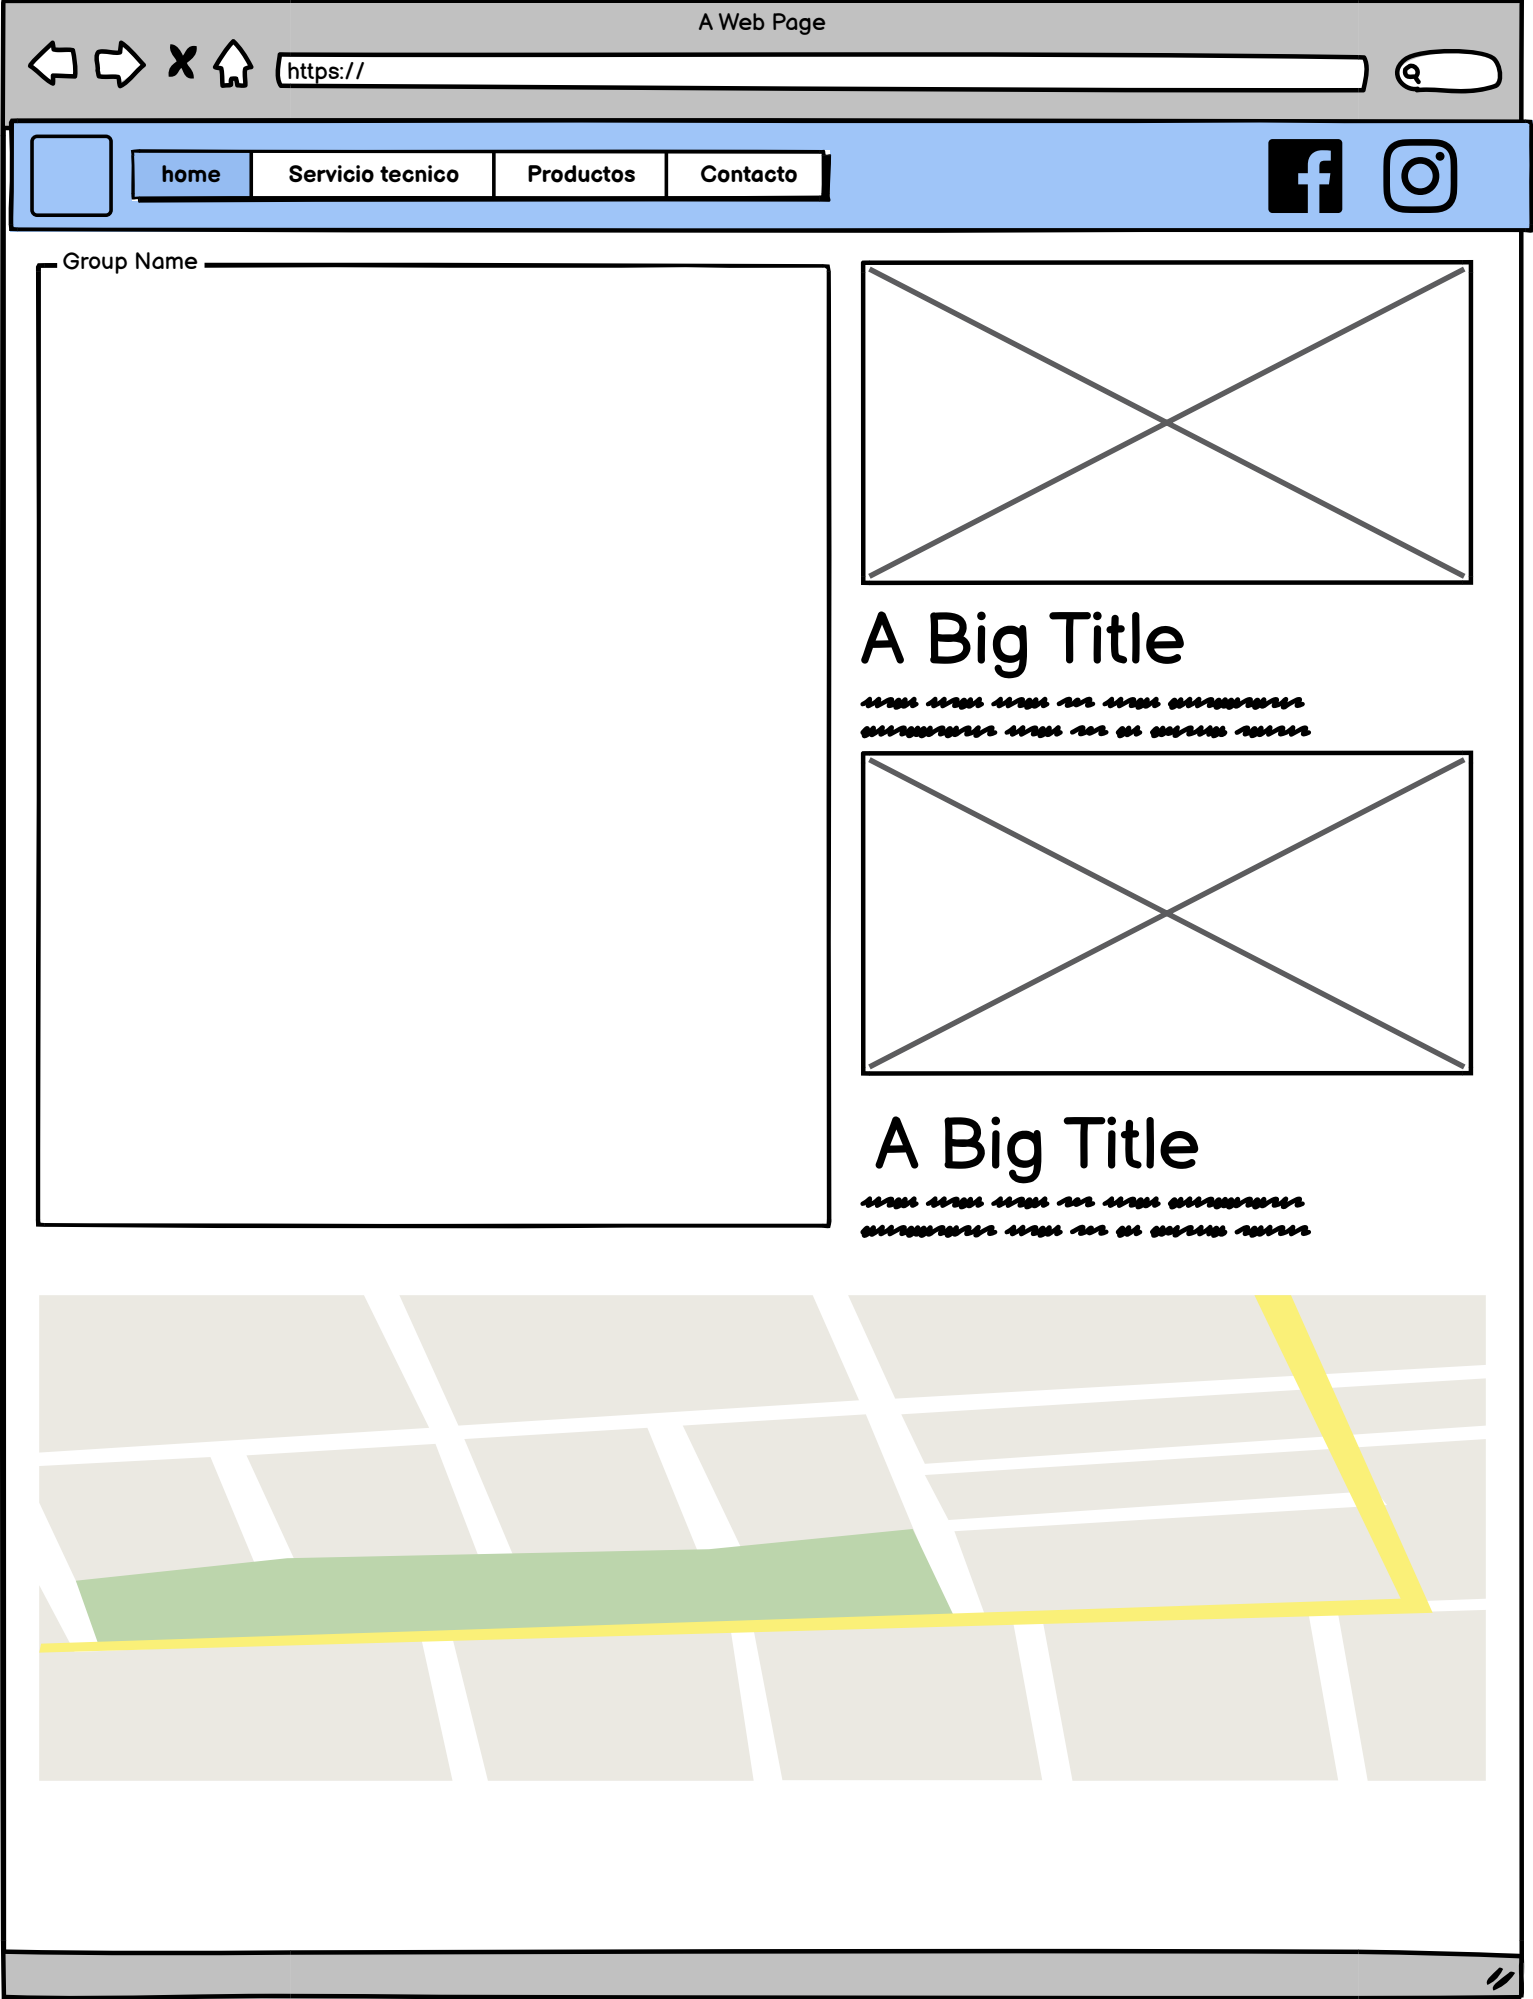 A Web Page
https://
home Servicio tecnico Productos Contacto
Group Name
A Big Title
A Big Title